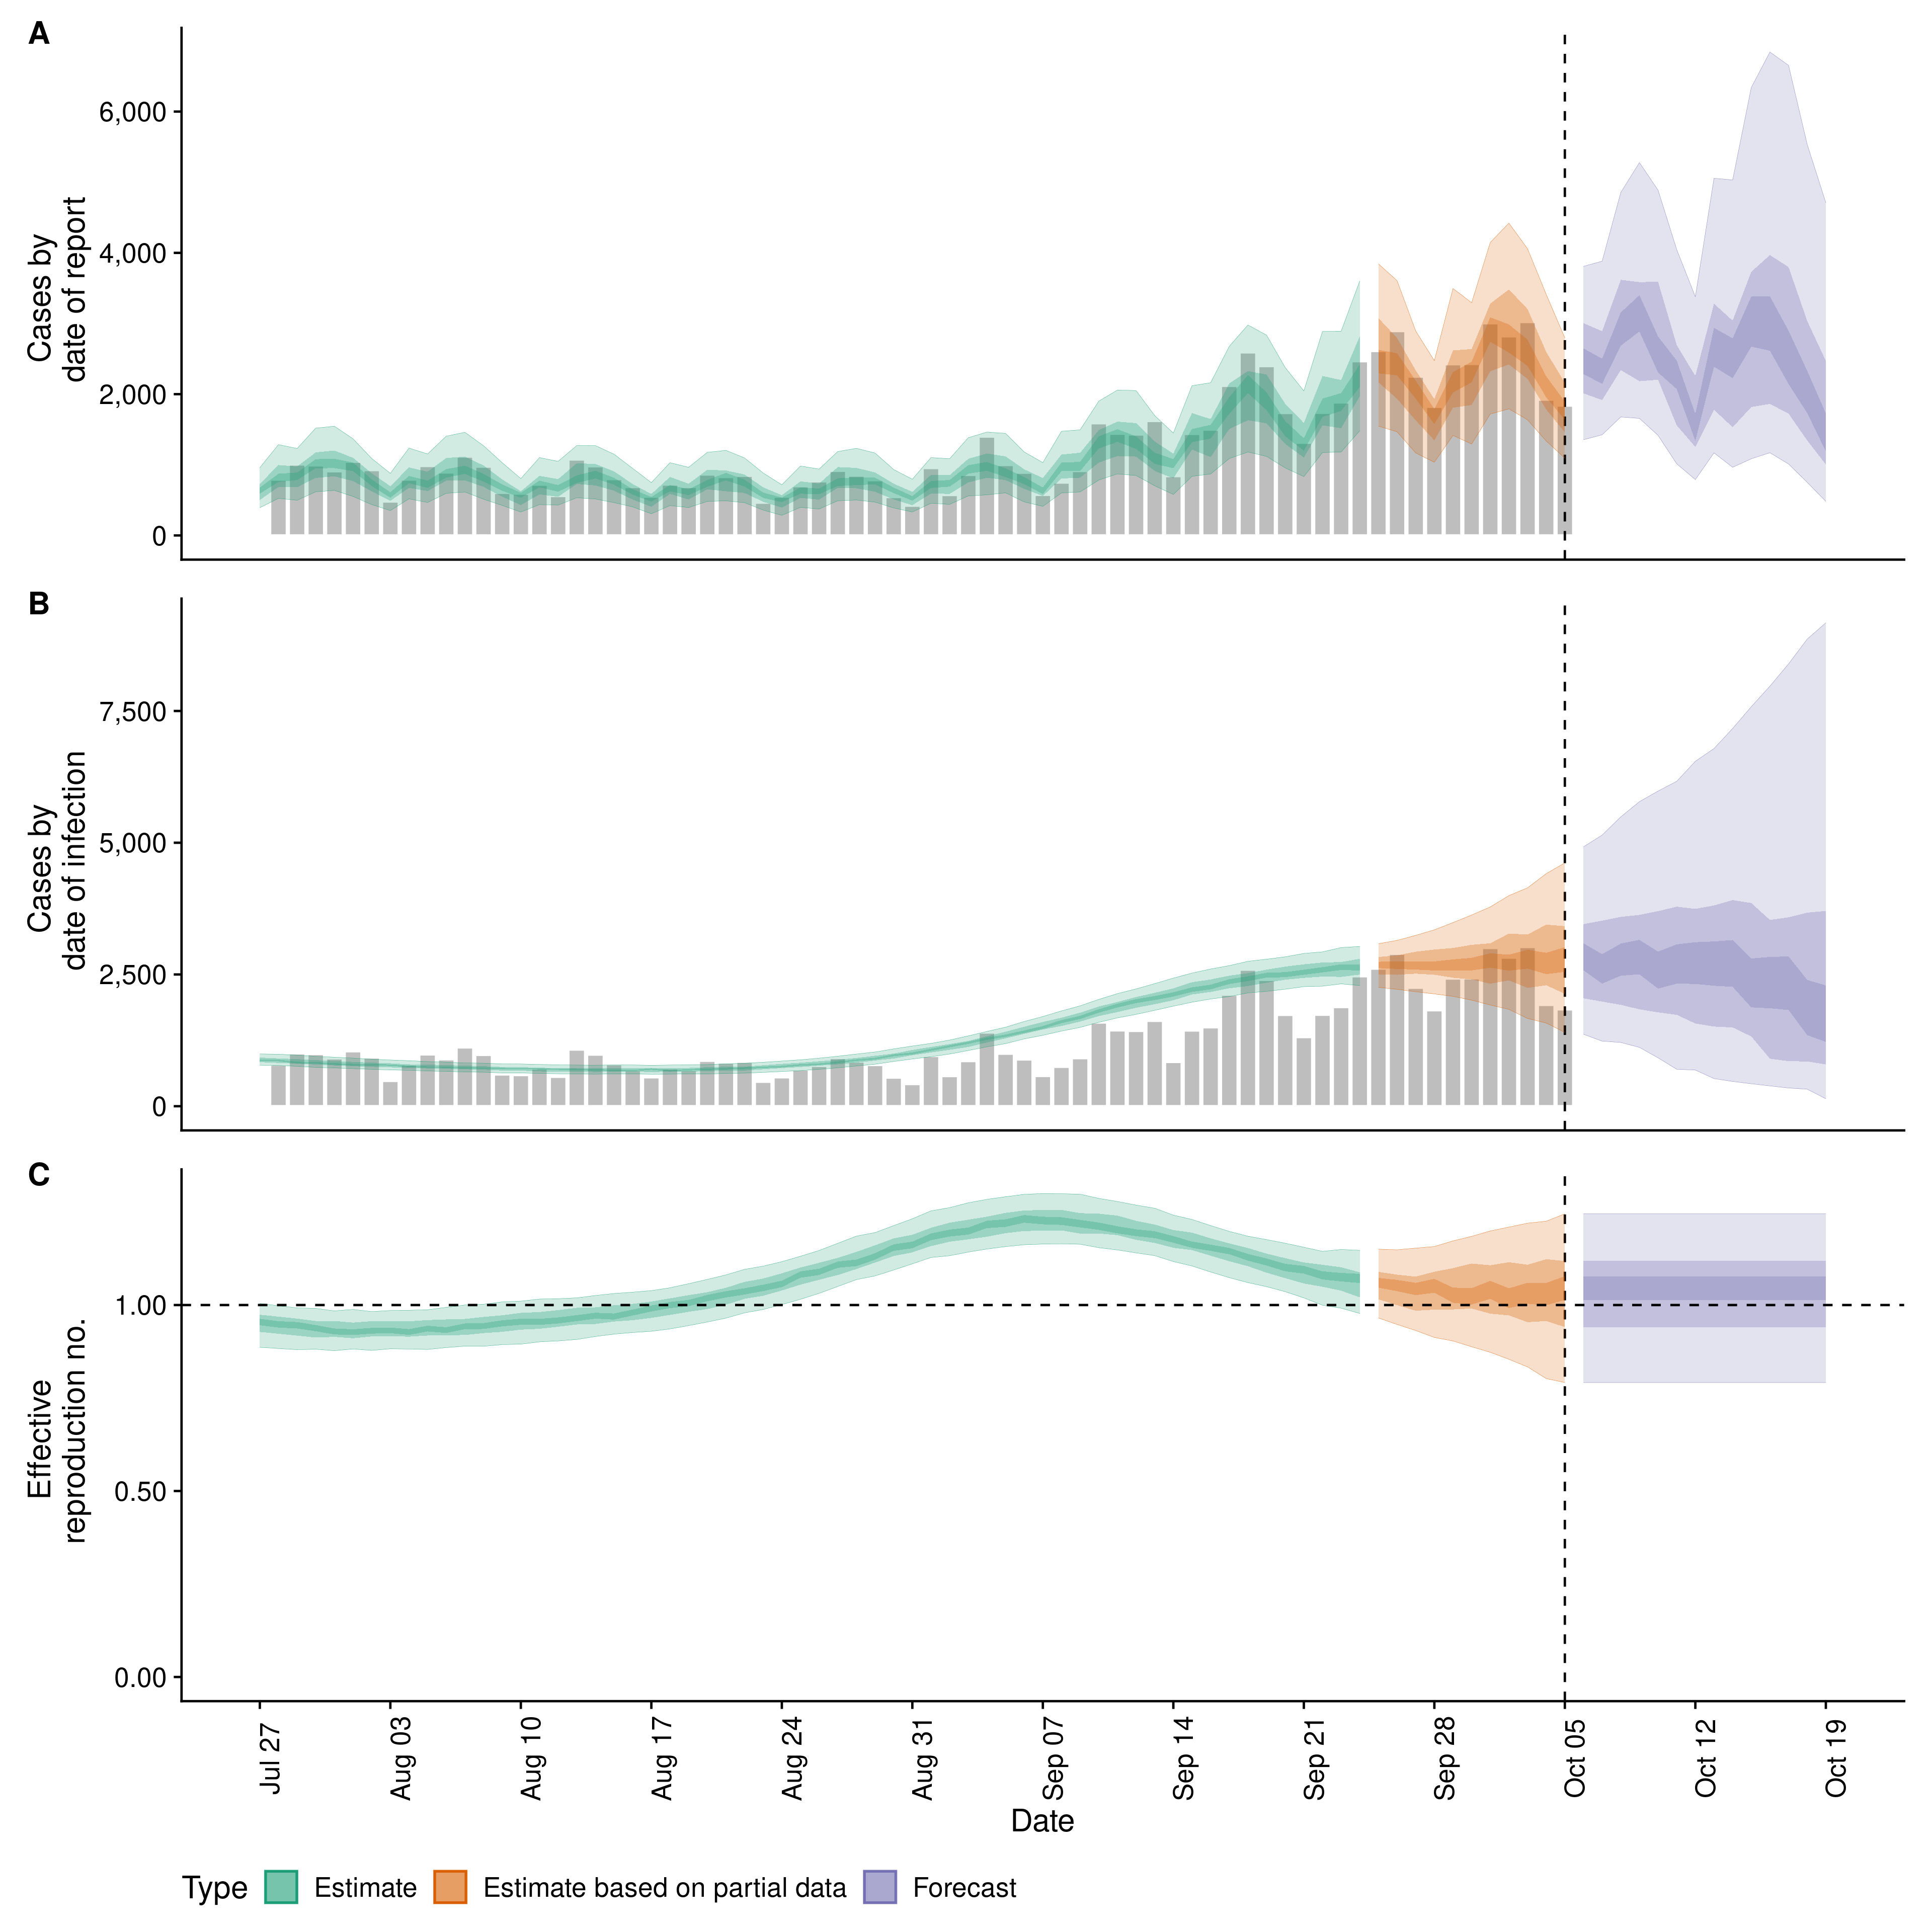 A
Cases by
date of report
6,000
4,000
2,000
0
B
Cases by
date of infection
7,500
5,000
2,500
0
C
Effective
reproduction no.
1.00
0.50
0.00
Jul 27
Aug 03
Aug 10
Aug 17
Aug 24
Aug 31
Sep 07
Sep 14
Sep 21
Sep 28
Oct 05
Oct 12
Oct 19
Date
Type Estimate Estimate based on partial data Forecast